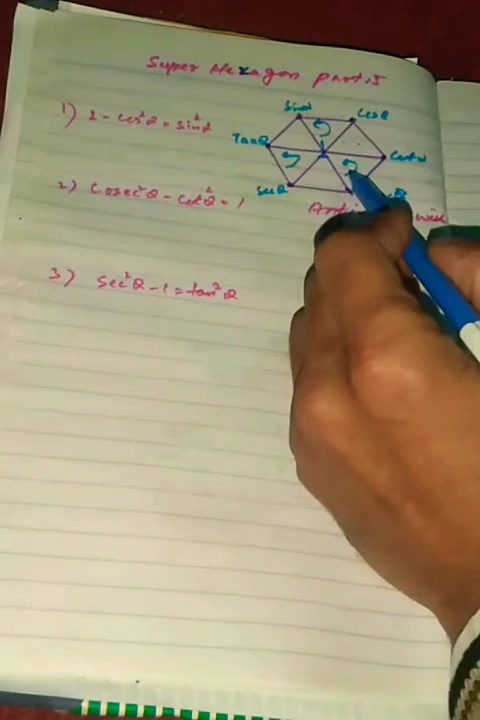 Super Hexagon part:5
1) 1 - cos²θ = sin²θ
Sinθ
Cosθ
Tanθ
Cotθ
Secθ
2) Cosec²θ - cot²θ = 1
3) sec²θ - 1 = tan²θ